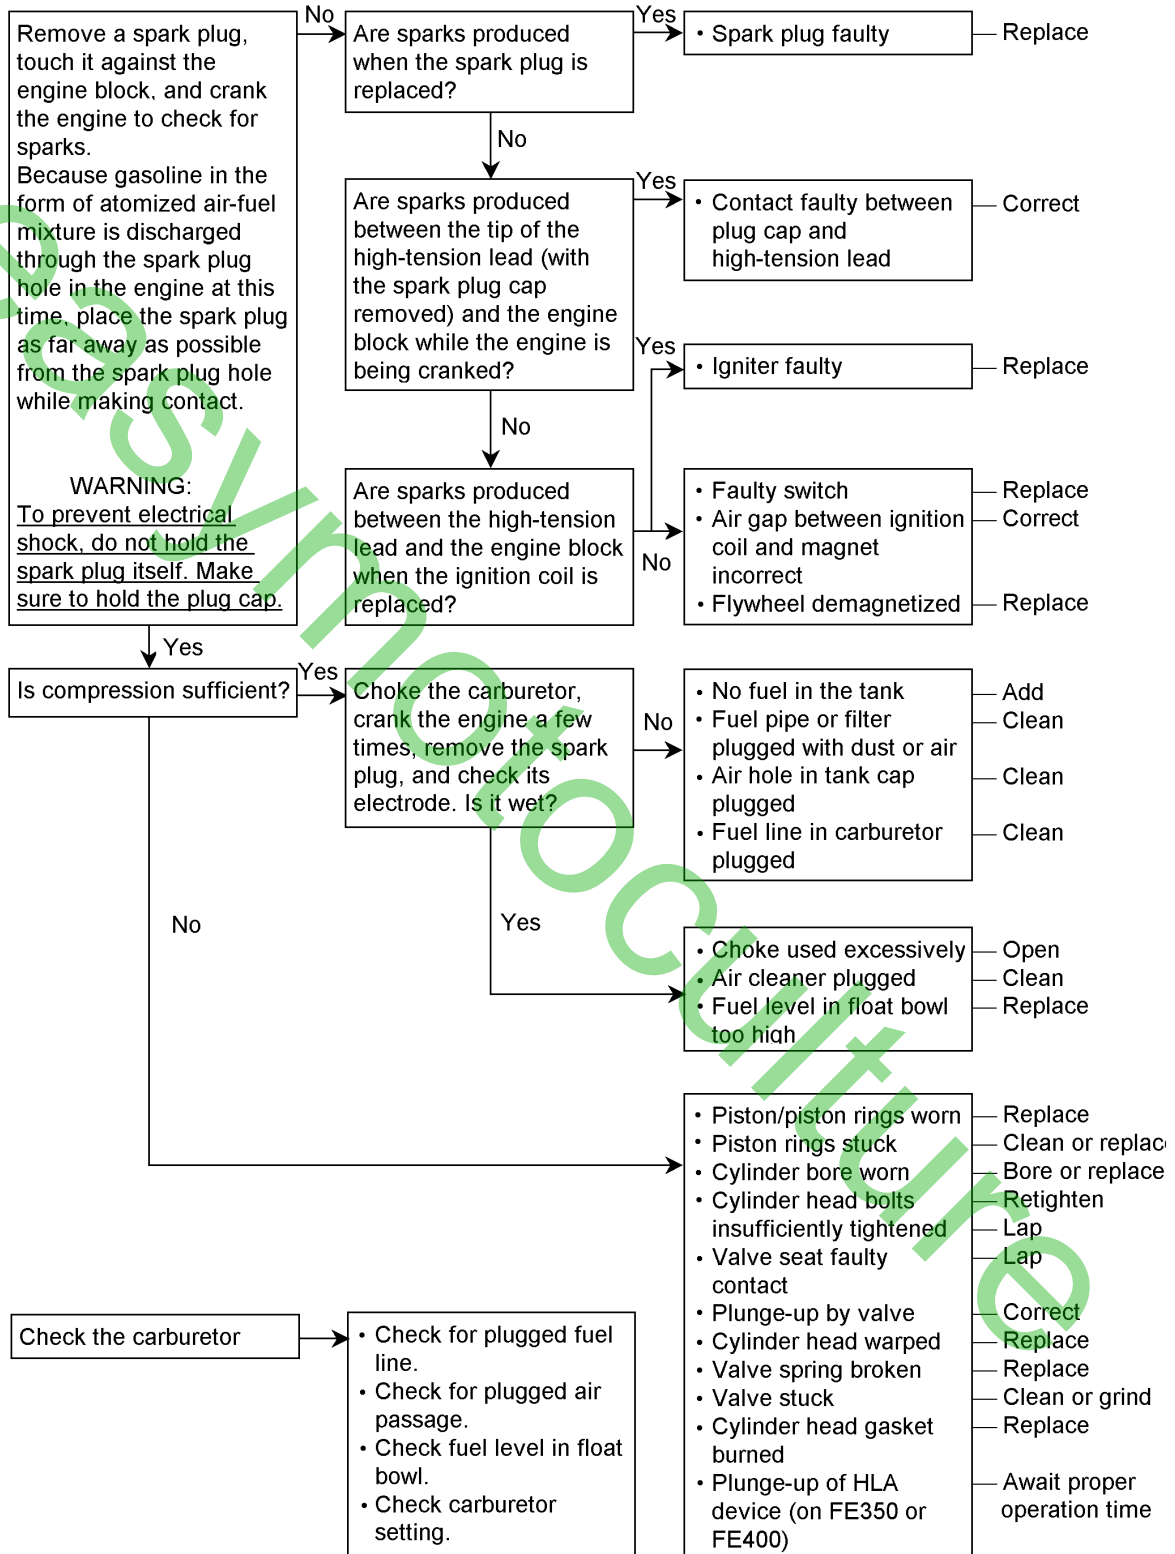 Remove a spark plug,
touch it against the
engine block, and crank
the engine to check for
sparks.
Because gasoline in the
form of atomized air-fuel
mixture is discharged
through the spark plug
hole in the engine at this
time, place the spark plug
as far away as possible
from the spark plug hole
while making contact.
WARNING:
To prevent electrical
shock, do not hold the
spark plug itself. Make
sure to hold the plug cap.
No
Are sparks produced
when the spark plug is
replaced?
Yes
• Spark plug faulty
Replace
No
Are sparks produced
between the tip of the
high-tension lead (with
the spark plug cap
removed) and the engine
block while the engine is
being cranked?
Yes
• Contact faulty between
plug cap and
high-tension lead
Correct
No
Are sparks produced
between the high-tension
lead and the engine block
when the ignition coil is
replaced?
Yes
• Igniter faulty
Replace
No
• Faulty switch
Replace
• Air gap between ignition
Correct
coil and magnet
incorrect
• Flywheel demagnetized
Replace
Yes
Is compression sufficient?
Yes
Choke the carburetor,
crank the engine a few
times, remove the spark
plug, and check its
electrode. Is it wet?
No
• No fuel in the tank
Add
• Fuel pipe or filter
Clean
plugged with dust or air
• Air hole in tank cap
Clean
plugged
• Fuel line in carburetor
Clean
plugged
Yes
• Choke used excessively
Open
• Air cleaner plugged
Clean
• Fuel level in float bowl
Replace
too high
No
• Piston/piston rings worn
Replace
• Piston rings stuck
Clean or replace
• Cylinder bore worn
Bore or replace
• Cylinder head bolts
Retighten
insufficiently tightened
Lap
• Valve seat faulty
Lap
contact
• Plunge-up by valve
Correct
• Cylinder head warped
Replace
• Valve spring broken
Replace
• Valve stuck
Clean or grind
• Cylinder head gasket
Replace
burned
• Plunge-up of HLA
Await proper
device (on FE350 or
operation time
FE400)
Check the carburetor
• Check for plugged fuel
line.
• Check for plugged air
passage.
• Check fuel level in float
bowl.
• Check carburetor
setting.
easymotoculture